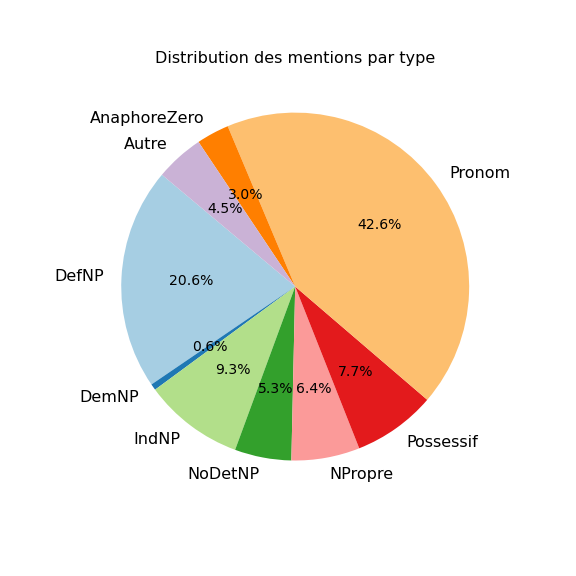 Distribution des mentions par type
AnaphoreZero
Autre
Pronom
3.0%
4.5%
42.6%
DefNP
20.6%
0.6%
9.3%
5.3%
6.4%
7.7%
DemNP
IndNP
NoDetNP
NPropre
Possessif